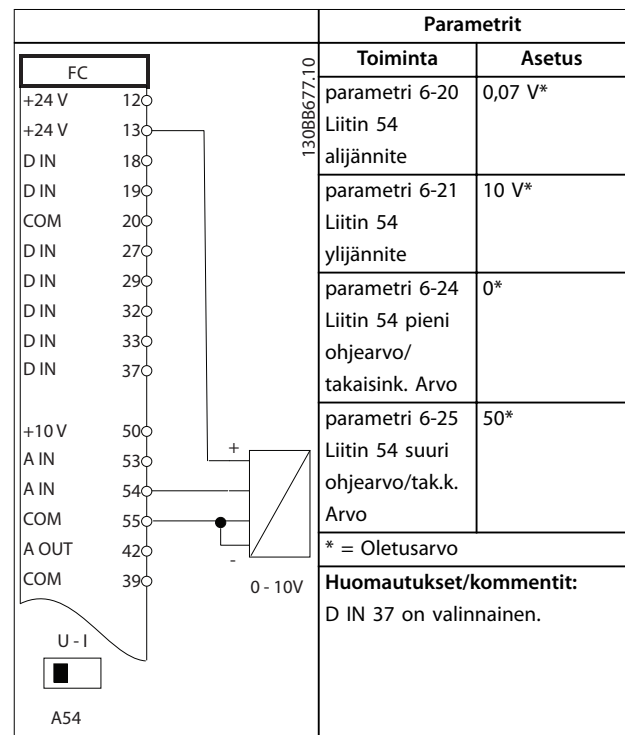 FC
+24 V 12
+24 V 13
D IN 18
D IN 19
COM 20
D IN 27
D IN 29
D IN 32
D IN 33
D IN 37
+10 V 50
A IN 53
A IN 54
COM 55
A OUT 42
COM 39
+
-
0 - 10V
U - I
A54
130BB677.10
Parametrit
Toiminta Asetus
parametri 6-20 0,07 V*
Liitin 54
alijännite
parametri 6-21 10 V*
Liitin 54
ylijännite
parametri 6-24 0*
Liitin 54 pieni
ohjearvo/
takaisink. Arvo
parametri 6-25 50*
Liitin 54 suuri
ohjearvo/tak.k.
Arvo
* = Oletusarvo
Huomautukset/kommentit:
D IN 37 on valinnainen.